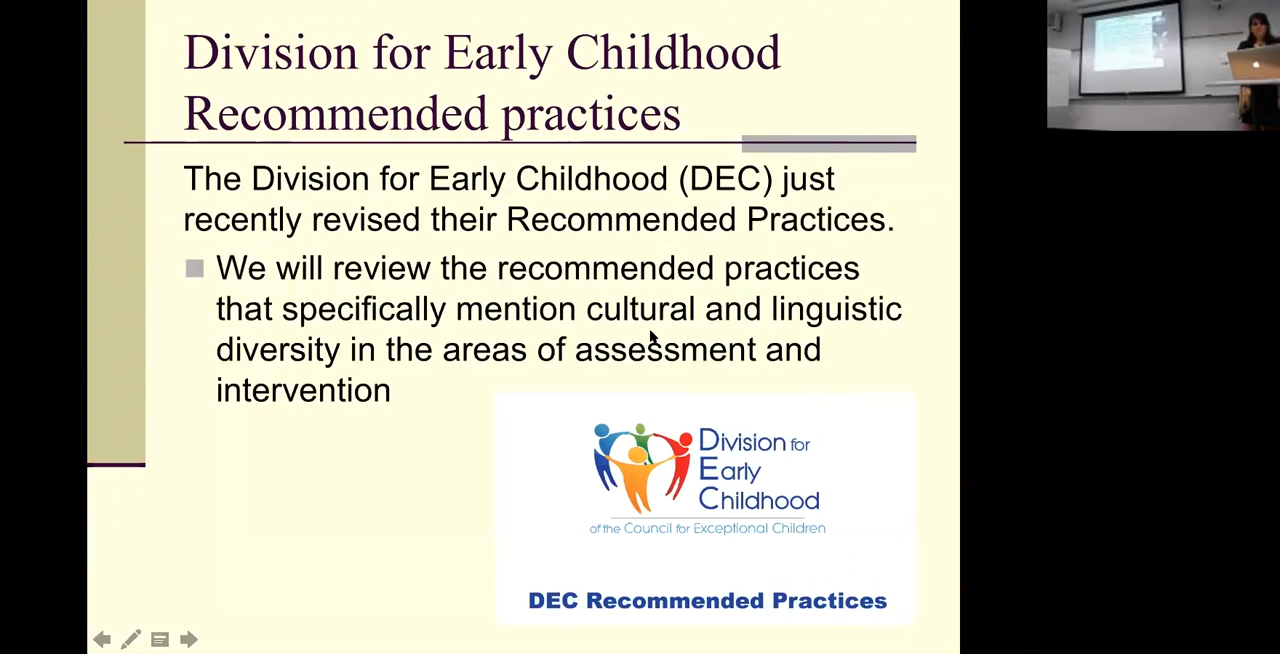 Division for Early Childhood
Recommended practices
The Division for Early Childhood (DEC) just
recently revised their Recommended Practices.
We will review the recommended practices
that specifically mention cultural and linguistic
diversity in the areas of assessment and
intervention
Division for
Early
Childhood
of the Council for Exceptional Children
DEC Recommended Practices